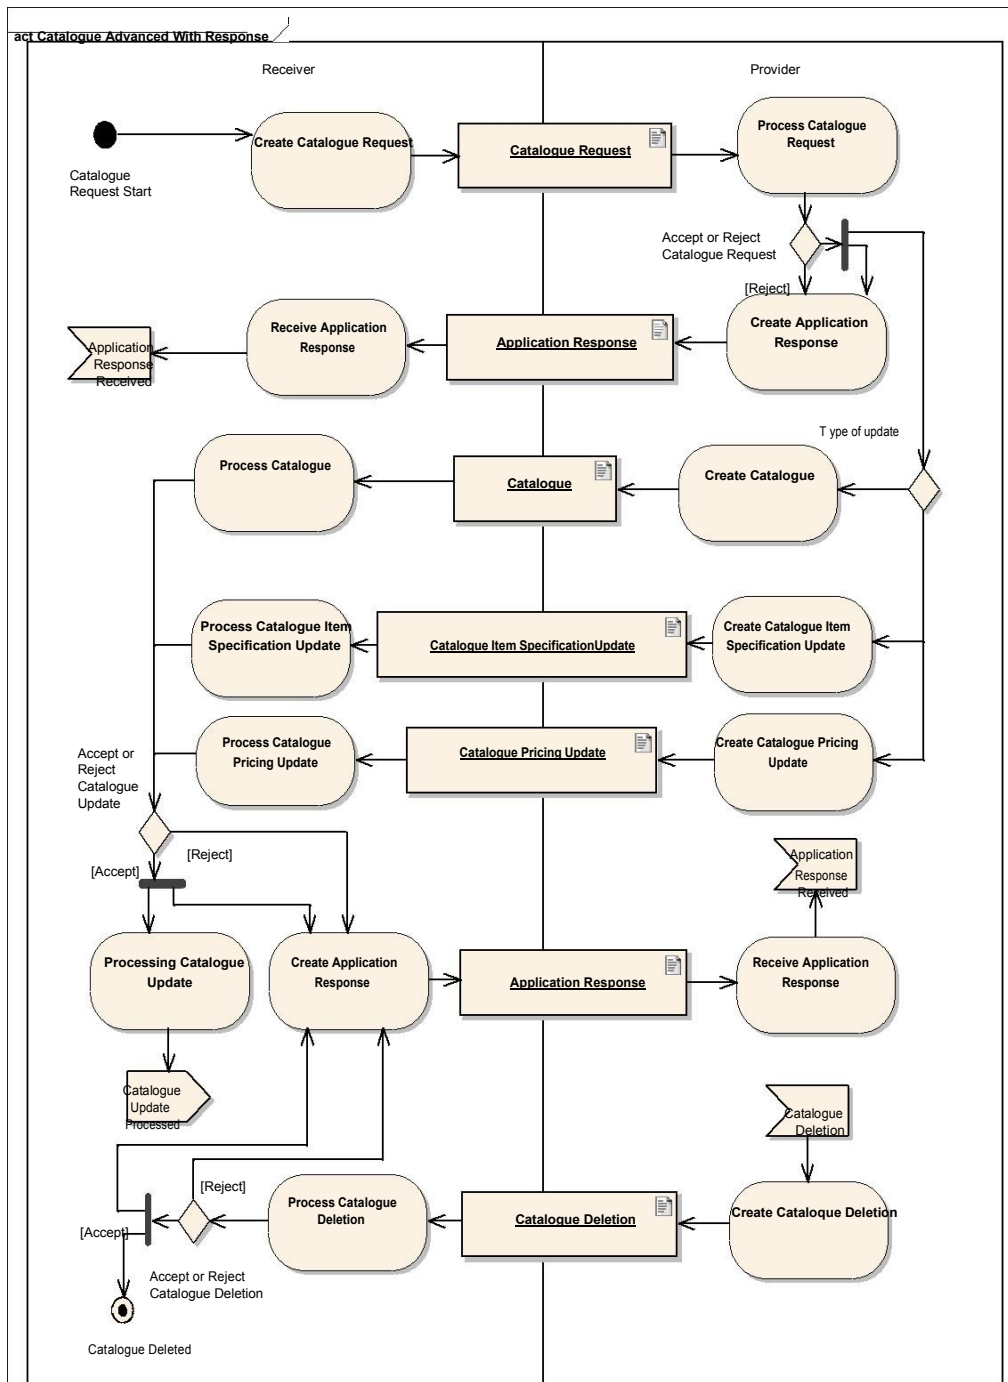 act Catalogue Advanced With Response
Receiver
Provider
Create Catalogue Request
Catalogue Request
Process Catalogue
Request
Catalogue
Request Start
Accept or Reject
Catalogue Request
[Reject]
Application
Response
Received
Receive Application
Response
Application Response
Create Application
Response
T ype of update
Process Catalogue
Catalogue
Create Catalogue
Process Catalogue Item
Specification Update
Catalogue Item SpecificationUpdate
Create Catalogue Item
Specification Update
Process Catalogue
Pricing Update
Catalogue Pricing Update
Create Catalogue Pricing
Update
Accept or
Reject
Catalogue
Update
[Reject]
[Accept]
Application
Response
Received
Processing Catalogue
Update
Create Application
Response
Application Response
Receive Application
Response
Catalogue
Update
Processed
Catalogue
Deletion
[Reject]
[Accept]
Process Catalogue
Deletion
Catalogue Deletion
Create Cataloque Deletion
Accept or Reject
Catalogue Deletion
Catalogue Deleted